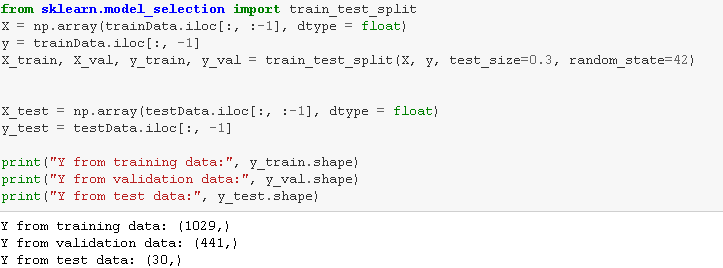 from sklearn.model_selection import train_test_split
X = np.array(trainData.iloc[:, :-1], dtype = float)
y = trainData.iloc[:, -1]
X_train, X_val, y_train, y_val = train_test_split(X, y, test_size=0.3, random_state=42)
X_test = np.array(testData.iloc[:, :-1], dtype = float)
y_test = testData.iloc[:, -1]
print("Y from training data:", y_train.shape)
print("Y from validation data:", y_val.shape)
print("Y from test data:", y_test.shape)
Y from training data: (1029,)
Y from validation data: (441,)
Y from test data: (30,)